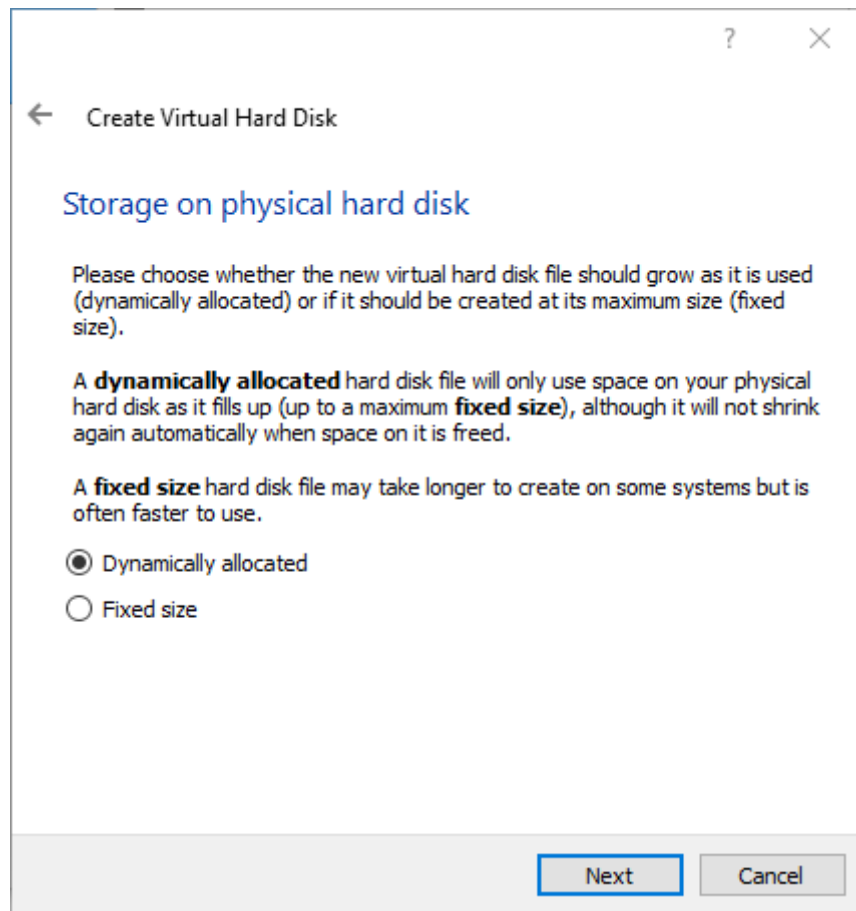 ?
Create Virtual Hard Disk
Storage on physical hard disk
Please choose whether the new virtual hard disk file should grow as it is used
(dynamically allocated) or if it should be created at its maximum size (fixed
size).
A dynamically allocated hard disk file will only use space on your physical
hard disk as it fills up (up to a maximum fixed size), although it will not shrink
again automatically when space on it is freed.
A fixed size hard disk file may take longer to create on some systems but is
often faster to use.
Dynamically allocated
Fixed size
Next Cancel